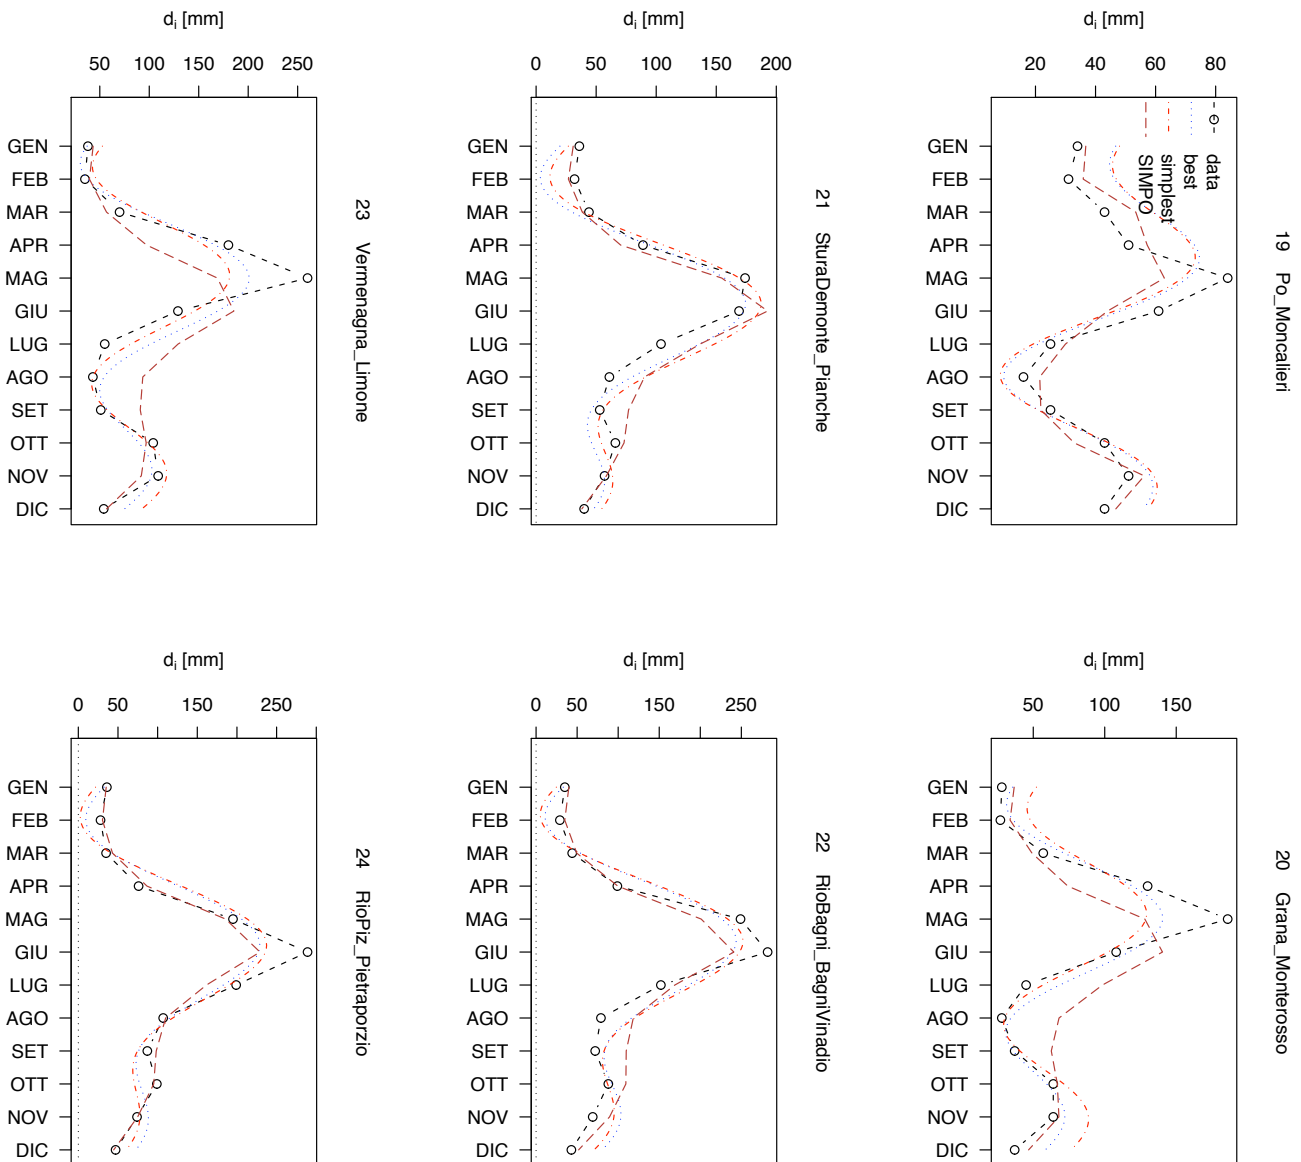 19 Po_Moncalieri
d_i [mm]
20 40 60 80
GEN
FEB
MAR
APR
MAG
GIU
LUG
AGO
SET
OTT
NOV
DIC
data
best
simplest
SIMPO
20 Grana_Monterosso
d_i [mm]
50 100 150
GEN
FEB
MAR
APR
MAG
GIU
LUG
AGO
SET
OTT
NOV
DIC
21 SturaDemonte_Pianche
d_i [mm]
0 50 100 150 200
GEN
FEB
MAR
APR
MAG
GIU
LUG
AGO
SET
OTT
NOV
DIC
22 RioBagni_BagniVinadio
d_i [mm]
0 50 150 250
GEN
FEB
MAR
APR
MAG
GIU
LUG
AGO
SET
OTT
NOV
DIC
23 Vermenagna_Limone
d_i [mm]
50 100 150 200 250
GEN
FEB
MAR
APR
MAG
GIU
LUG
AGO
SET
OTT
NOV
DIC
24 RioPiz_Pietraporzio
d_i [mm]
0 50 150 250
GEN
FEB
MAR
APR
MAG
GIU
LUG
AGO
SET
OTT
NOV
DIC